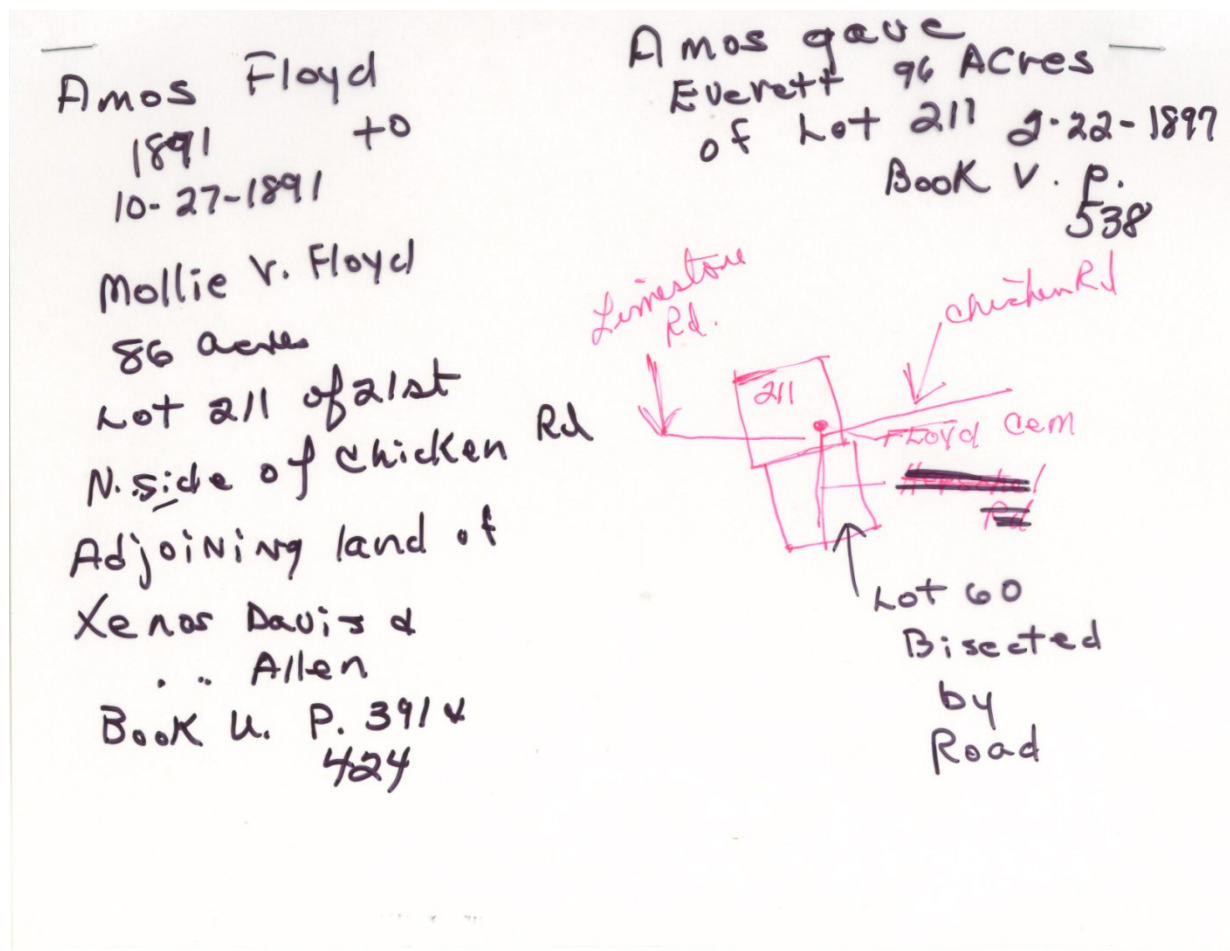 Amos Floyd
1891 to
10-27-1891
Mollie V. Floyd
86 acres
Lot 211 of 21st
N. side of Chicken Rd
Adjoining land of
Xenos Davis &
" " Allen
Book U. P. 391 &
424
Amos gave
Everett 96 Acres
of Lot 211 2-22-1897
Book V. P.
538
Limestone
Rd.
Chicken Rd
211
Floyd Cem
Rd
Lot 60
Bisected
by
Road